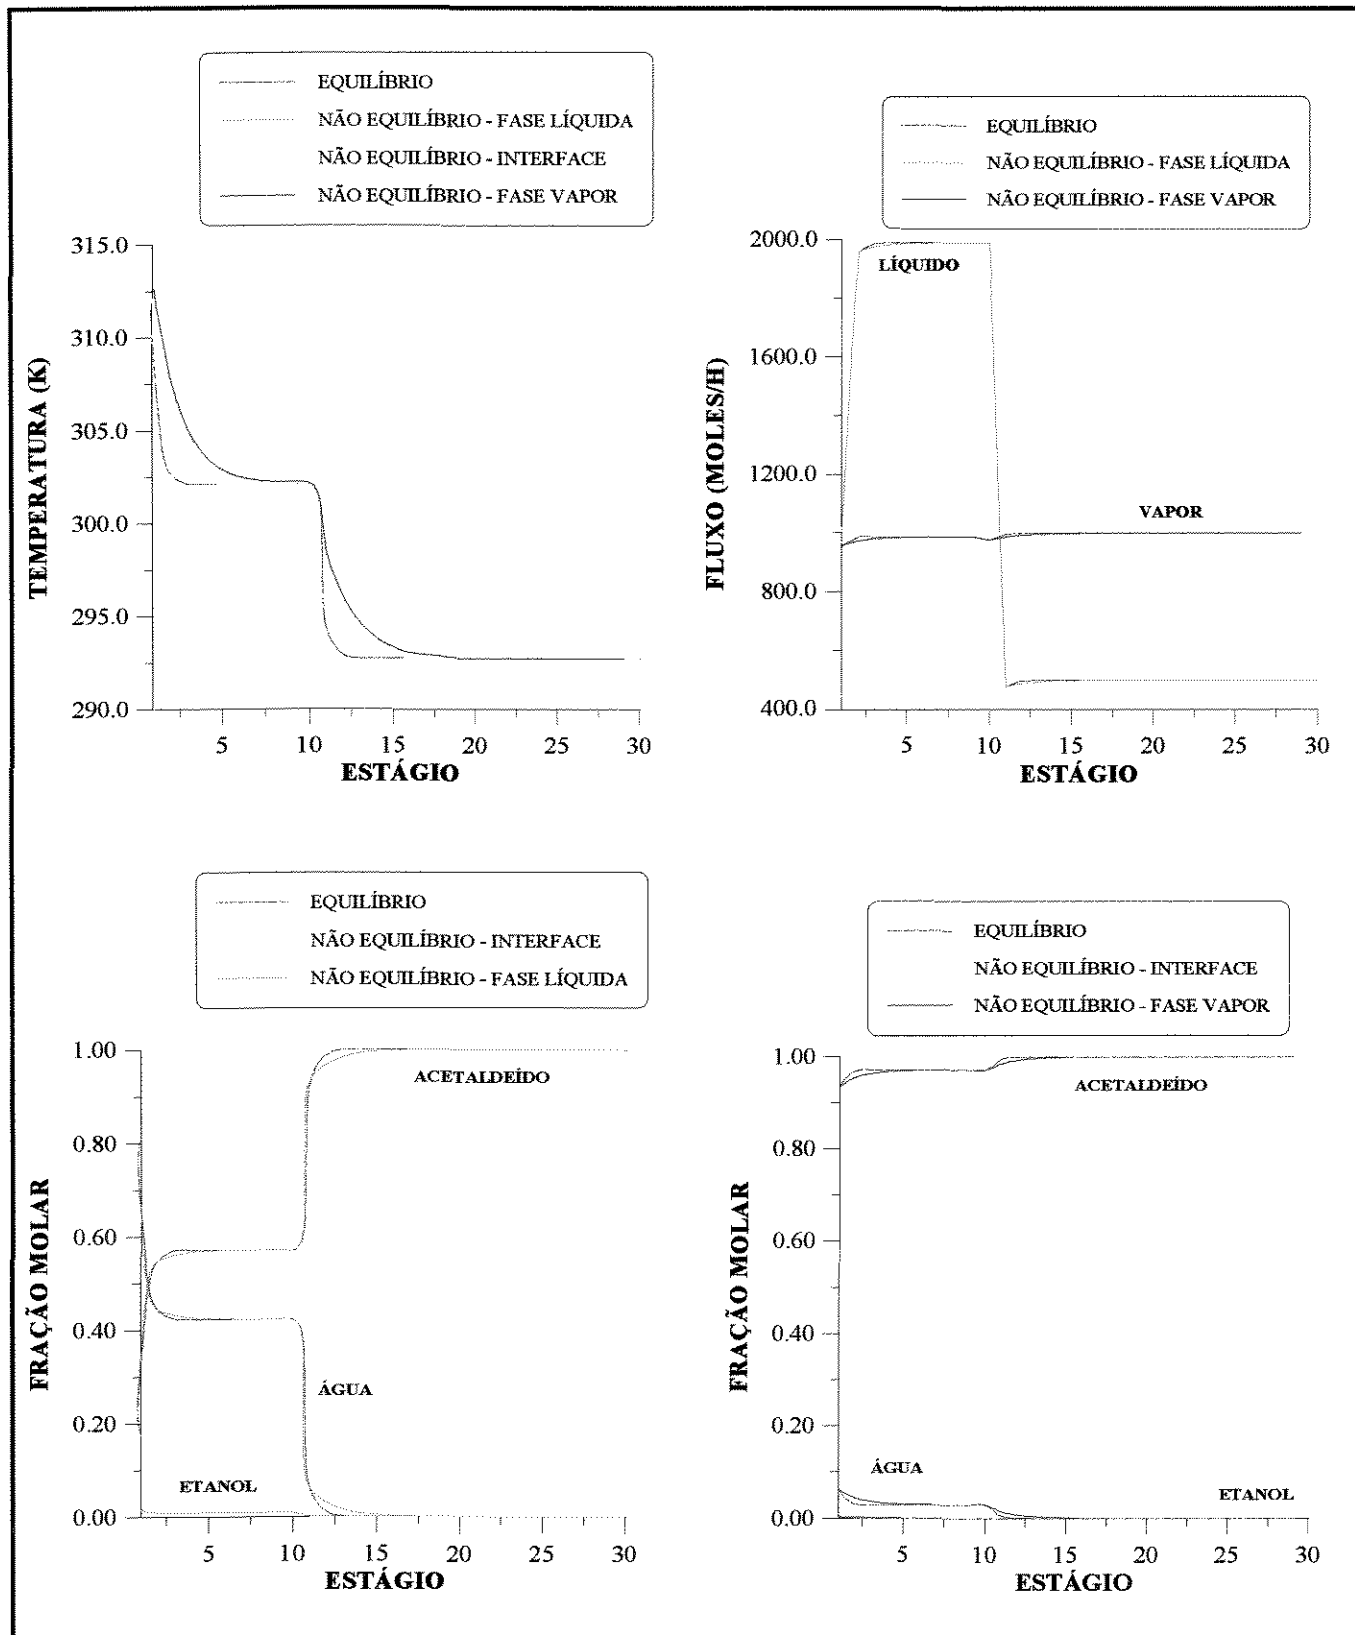 EQUILÍBRIO
NÃO EQUILÍBRIO - FASE LÍQUIDA
NÃO EQUILÍBRIO - INTERFACE
NÃO EQUILÍBRIO - FASE VAPOR
315.0
310.0
305.0
300.0
295.0
290.0
TEMPERATURA (K)
5 10 15 20 25 30
ESTÁGIO
EQUILÍBRIO
NÃO EQUILÍBRIO - FASE LÍQUIDA
NÃO EQUILÍBRIO - FASE VAPOR
2000.0
1600.0
1200.0
800.0
400.0
FLUXO (MOLES/H)
LÍQUIDO
VAPOR
5 10 15 20 25 30
ESTÁGIO
EQUILÍBRIO
NÃO EQUILÍBRIO - INTERFACE
NÃO EQUILÍBRIO - FASE LÍQUIDA
1.00
0.80
0.60
0.40
0.20
0.00
FRAÇÃO MOLAR
ACETALDEÍDO
ÁGUA
ETANOL
5 10 15 20 25 30
ESTÁGIO
EQUILÍBRIO
NÃO EQUILÍBRIO - INTERFACE
NÃO EQUILÍBRIO - FASE VAPOR
1.00
0.80
0.60
0.40
0.20
0.00
FRAÇÃO MOLAR
ACETALDEÍDO
ÁGUA
ETANOL
5 10 15 20 25 30
ESTÁGIO